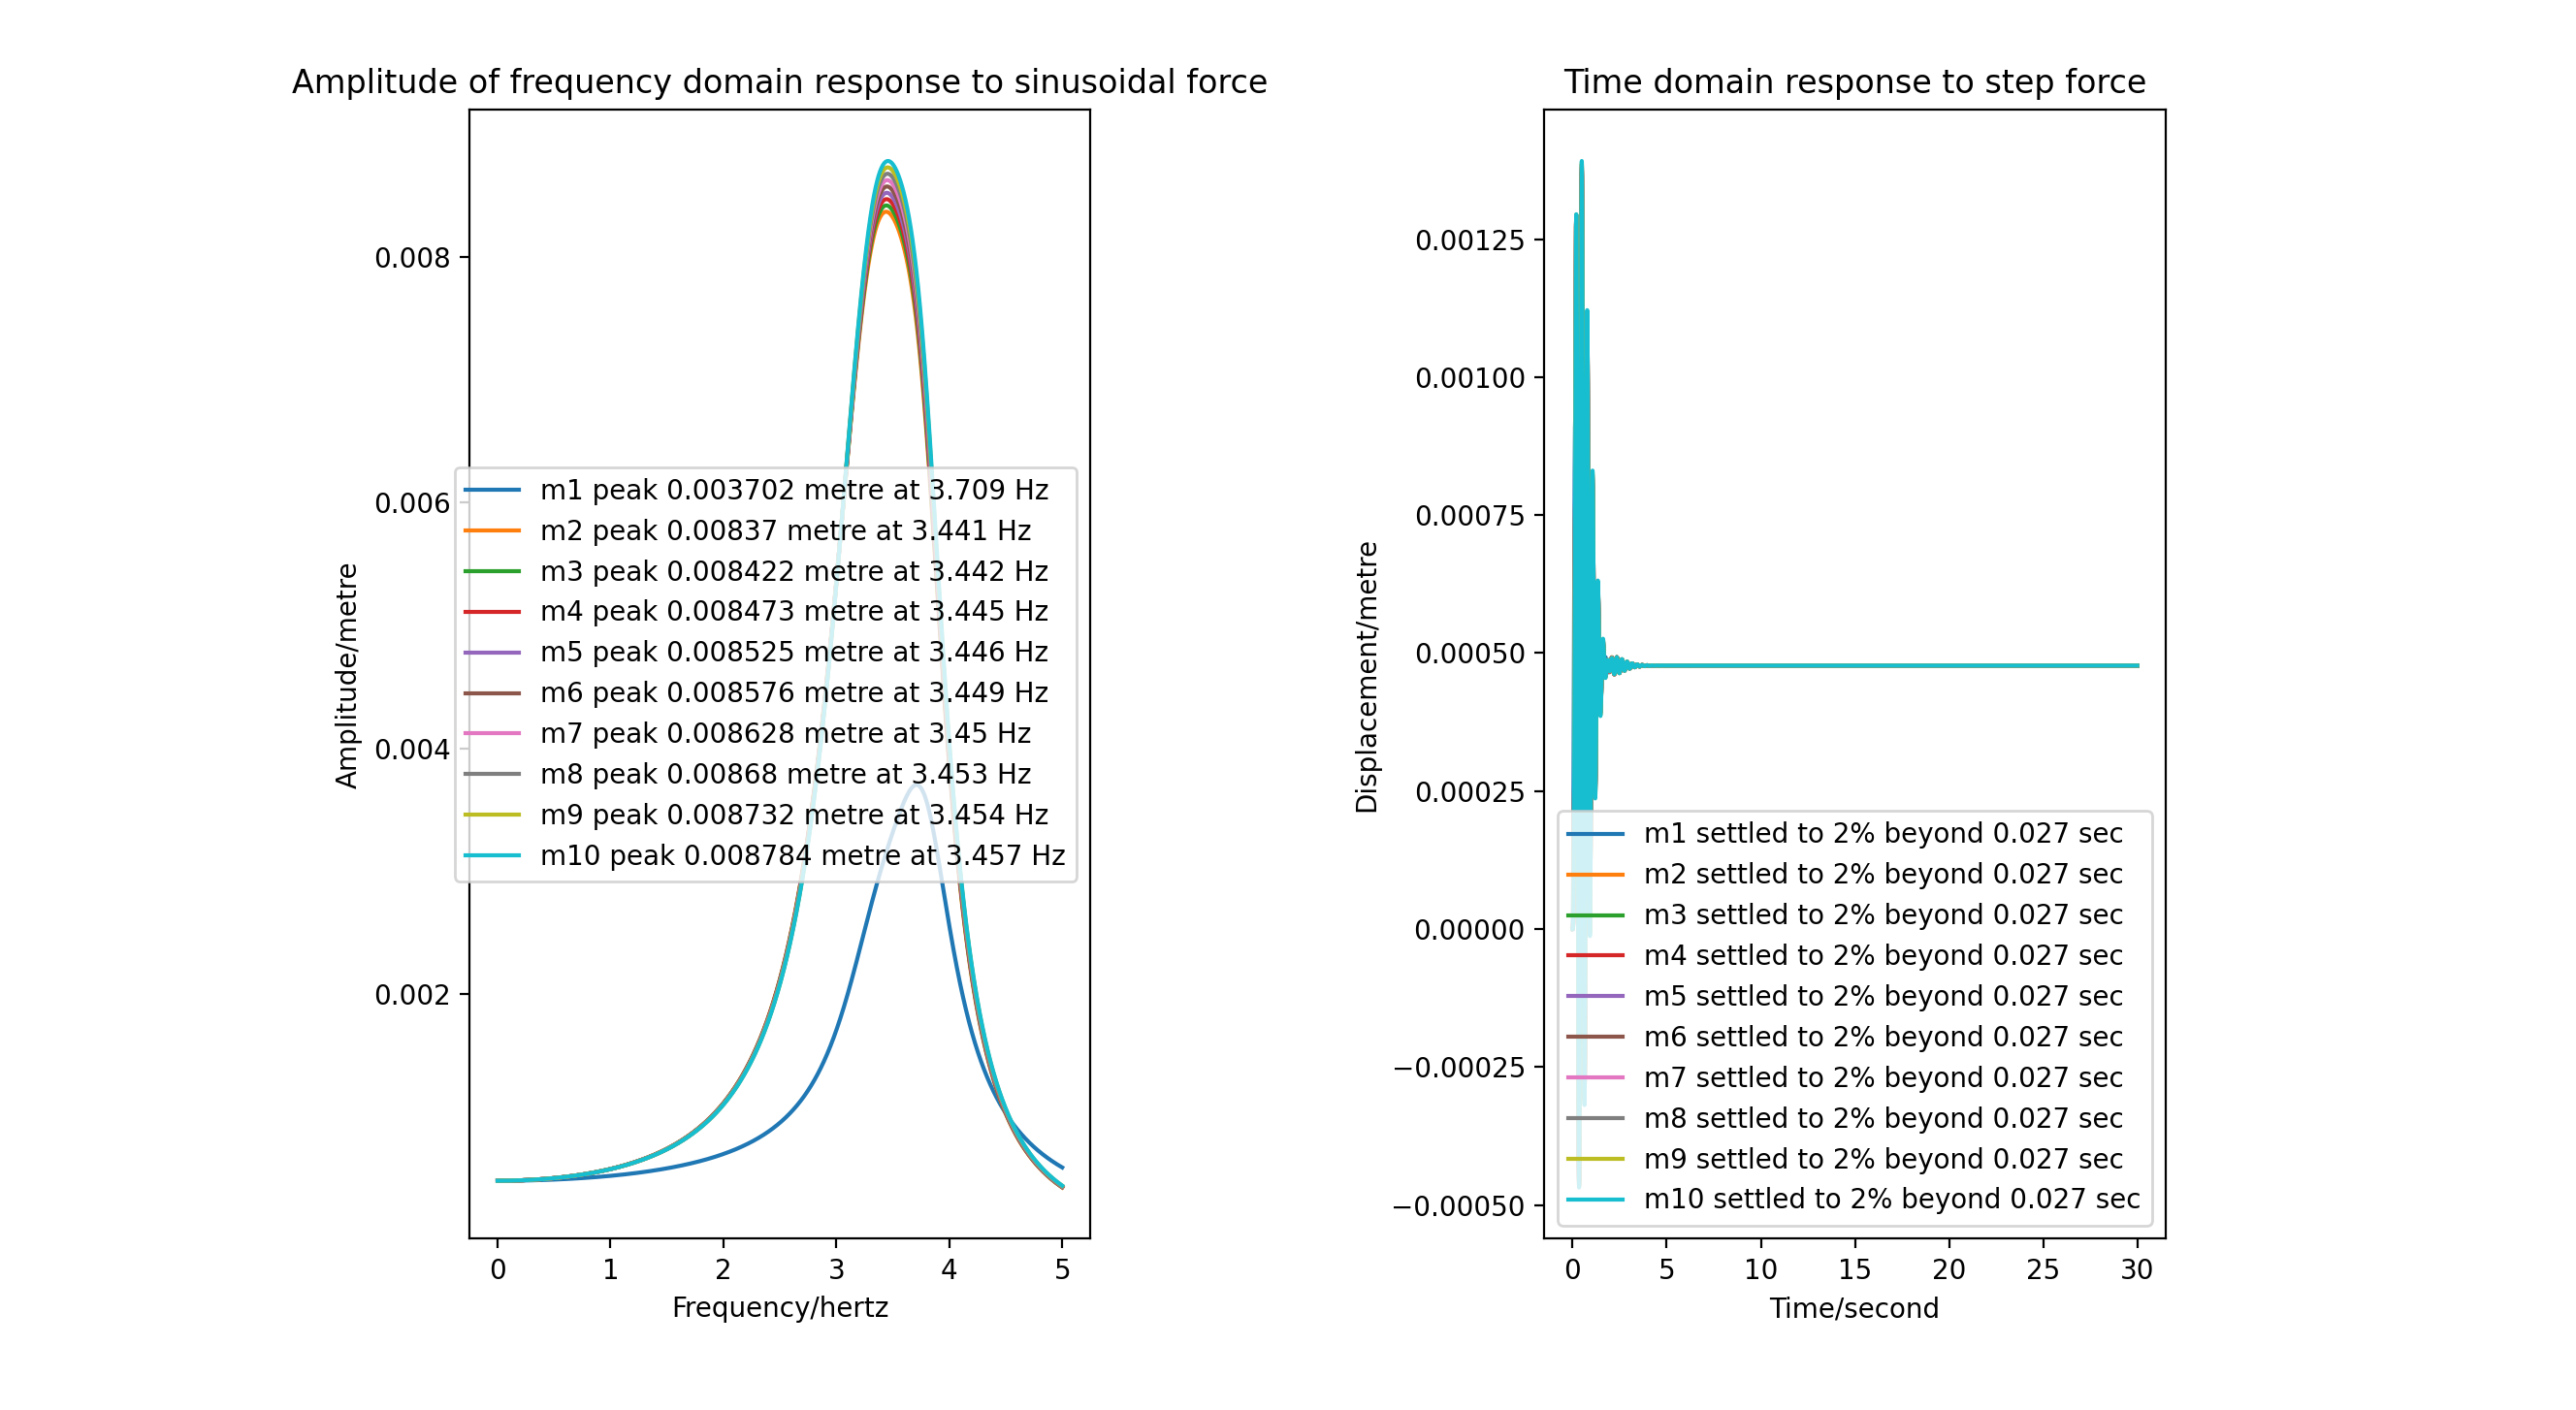 Amplitude of frequency domain response to sinusoidal force
0.008
0.006
0.004
0.002
Amplitude/metre
m1 peak 0.003702 metre at 3.709 Hz
m2 peak 0.00837 metre at 3.441 Hz
m3 peak 0.008422 metre at 3.442 Hz
m4 peak 0.008473 metre at 3.445 Hz
m5 peak 0.008525 metre at 3.446 Hz
m6 peak 0.008576 metre at 3.449 Hz
m7 peak 0.008628 metre at 3.45 Hz
m8 peak 0.00868 metre at 3.453 Hz
m9 peak 0.008732 metre at 3.454 Hz
m10 peak 0.008784 metre at 3.457 Hz
0 1 2 3 4 5
Frequency/hertz
Time domain response to step force
0.00125
0.00100
0.00075
0.00050
0.00025
0.00000
−0.00025
−0.00050
Displacement/metre
m1 settled to 2% beyond 0.027 sec
m2 settled to 2% beyond 0.027 sec
m3 settled to 2% beyond 0.027 sec
m4 settled to 2% beyond 0.027 sec
m5 settled to 2% beyond 0.027 sec
m6 settled to 2% beyond 0.027 sec
m7 settled to 2% beyond 0.027 sec
m8 settled to 2% beyond 0.027 sec
m9 settled to 2% beyond 0.027 sec
m10 settled to 2% beyond 0.027 sec
0 5 10 15 20 25 30
Time/second